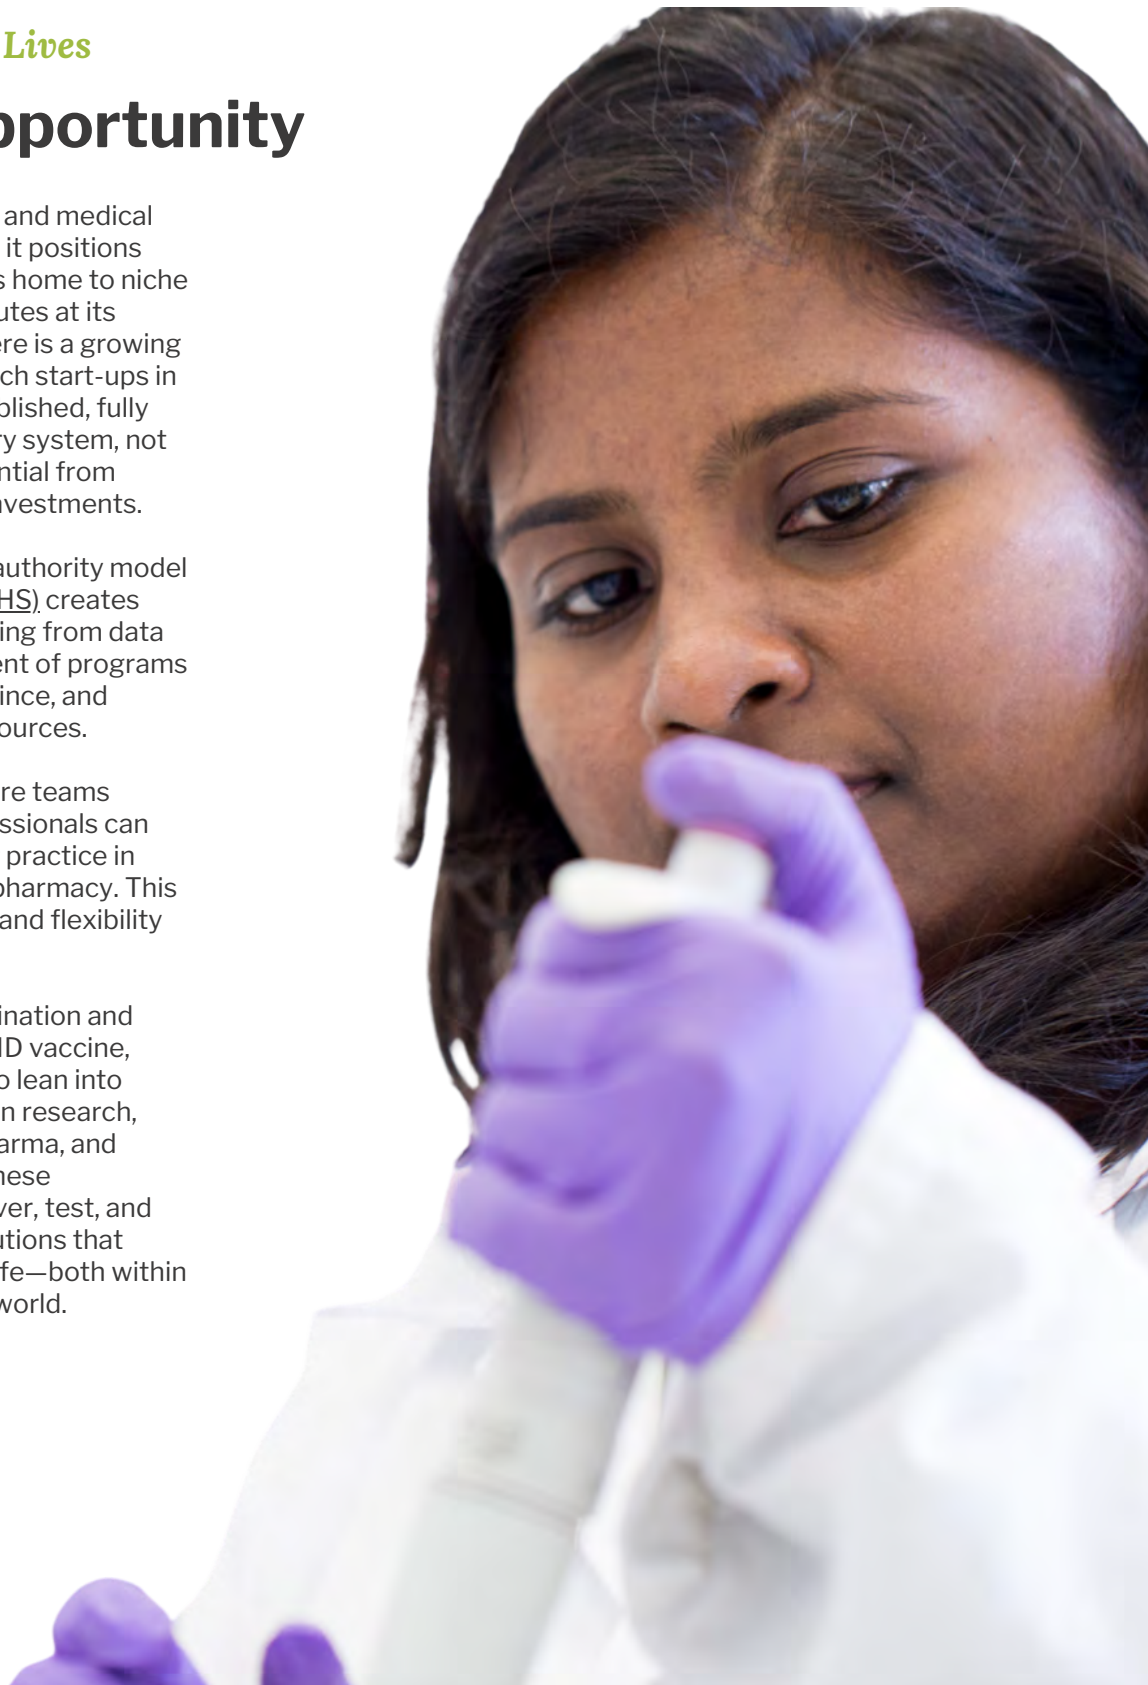 Lives
pportunity
and medical
it positions
s home to niche
utes at its
ere is a growing
ch start-ups in
blished, fully
ry system, not
ntial from
nvestments.
authority model
HS) creates
ing from data
ent of programs
ince, and
ources.
re teams
ssionals can
practice in
pharmacy. This
and flexibility
ination and
ID vaccine,
o lean into
n research,
arma, and
hese
ver, test, and
utions that
fe—both within
world.